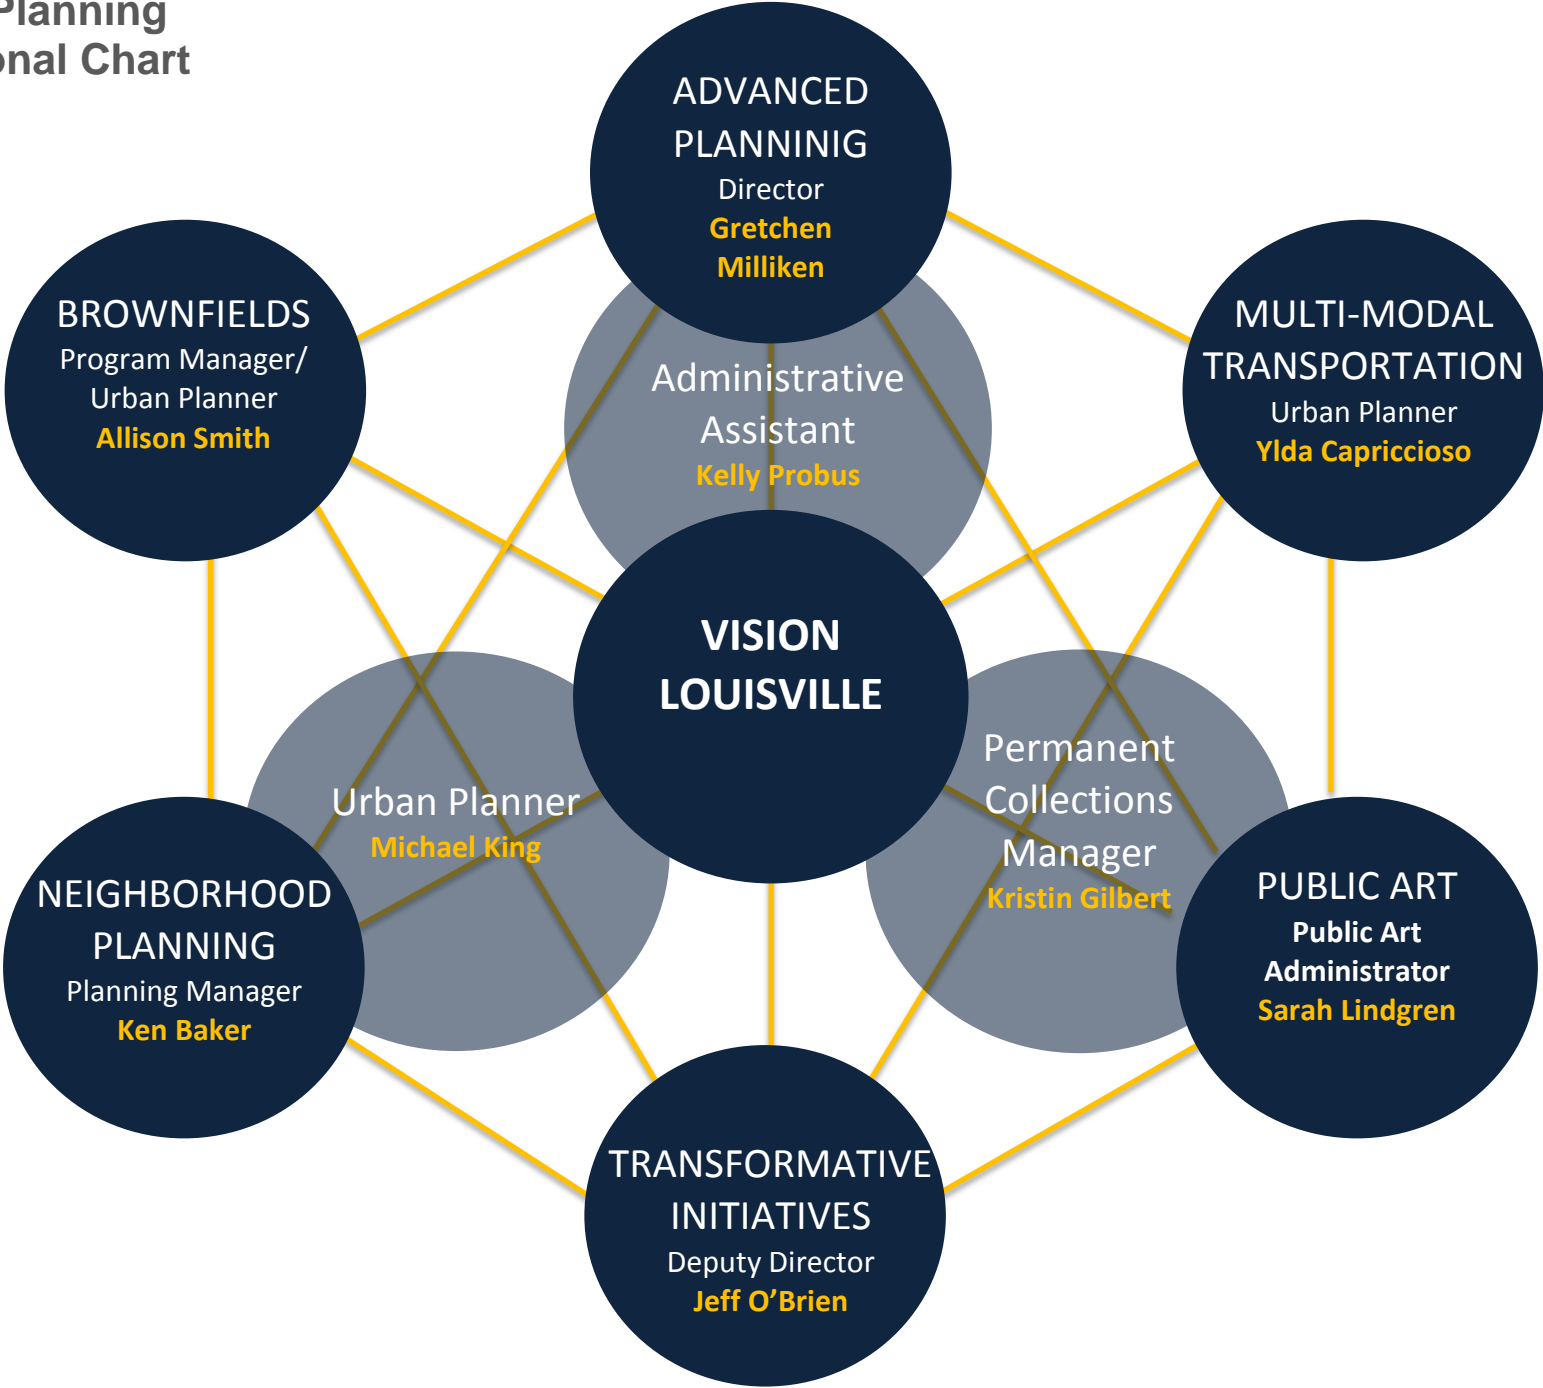 Planning
onal Chart
ADVANCED
PLANNINIG
Director
Gretchen
Milliken
BROWNFIELDS
Program Manager/
Urban Planner
Allison Smith
MULTI-MODAL
TRANSPORTATION
Urban Planner
Ylda Capriccioso
Administrative
Assistant
Kelly Probus
VISION
LOUISVILLE
Urban Planner
Michael King
Permanent
Collections
Manager
Kristin Gilbert
NEIGHBORHOOD
PLANNING
Planning Manager
Ken Baker
PUBLIC ART
Public Art
Administrator
Sarah Lindgren
TRANSFORMATIVE
INITIATIVES
Deputy Director
Jeff O’Brien